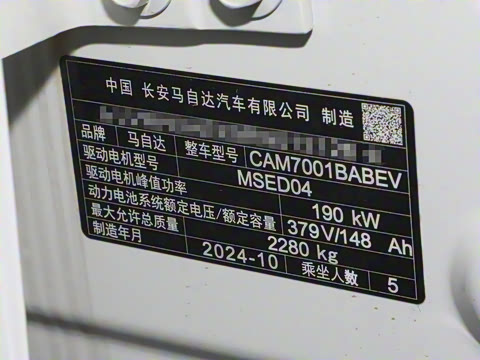 中国 长安马自达汽车有限公司 制造
品牌 马自达 整车型号 CAM7001BABEV
驱动电机型号 MSED04
驱动电机峰值功率 190 kW
动力电池系统额定电压/额定容量 379V/148 Ah
最大允许总质量 2280 kg
制造年月 2024-10 乘坐人数 5